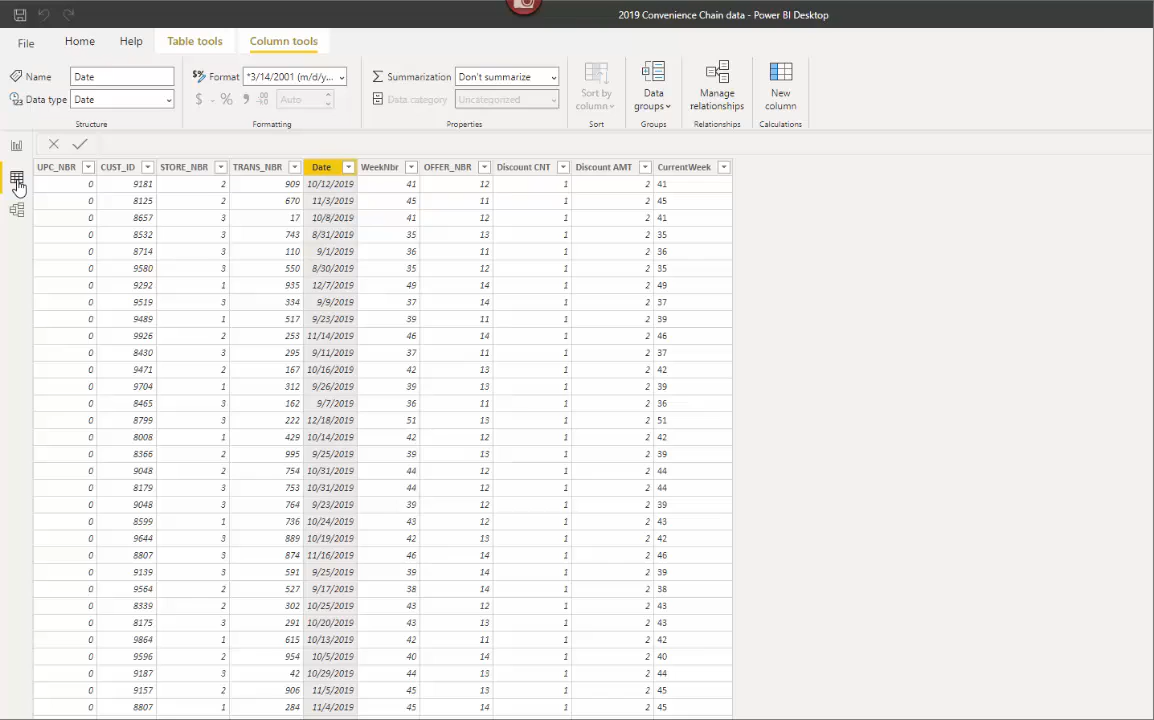 2019 Convenience Chain data - Power BI Desktop
File Home Help Table tools Column tools
Name Date Format *3/14/2001 (m/d/y... Summarization Don't summarize Sort by column Data groups Manage relationships New column
Data type Date $ % Auto Data category Uncategorized
Structure Formatting Properties Sort Groups Relationships Calculations
UPC_NBR CUST_ID STORE_NBR TRANS_NBR Date WeekNbr OFFER_NBR Discount CNT Discount AMT CurrentWeek
0 9181 2 909 10/12/2019 41 12 1 2 41
0 8125 2 670 11/3/2019 45 11 1 2 45
0 8657 3 17 10/8/2019 41 12 1 2 41
0 8532 3 743 8/31/2019 35 13 1 2 35
0 8714 3 110 9/1/2019 36 11 1 2 36
0 9580 3 550 8/30/2019 35 12 1 2 35
0 9292 1 935 12/7/2019 49 14 1 2 49
0 9519 3 334 9/9/2019 37 14 1 2 37
0 9489 1 517 9/23/2019 39 11 1 2 39
0 9926 2 253 11/14/2019 46 14 1 2 46
0 8430 3 295 9/11/2019 37 11 1 2 37
0 9471 2 167 10/16/2019 42 13 1 2 42
0 9704 1 312 9/26/2019 39 13 1 2 39
0 8465 3 162 9/7/2019 36 11 1 2 36
0 8799 3 222 12/18/2019 51 13 1 2 51
0 8008 1 429 10/14/2019 42 12 1 2 42
0 8366 2 995 9/25/2019 39 13 1 2 39
0 9048 2 754 10/31/2019 44 12 1 2 44
0 8179 3 753 10/31/2019 44 12 1 2 44
0 9048 3 764 9/23/2019 39 12 1 2 39
0 8599 1 736 10/24/2019 43 12 1 2 43
0 9644 3 889 10/19/2019 42 13 1 2 42
0 8807 3 874 11/16/2019 46 14 1 2 46
0 9139 3 591 9/25/2019 39 14 1 2 39
0 9564 2 527 9/17/2019 38 14 1 2 38
0 8339 2 302 10/25/2019 43 12 1 2 43
0 8175 3 291 10/20/2019 43 13 1 2 43
0 9864 1 615 10/13/2019 42 11 1 2 42
0 9596 2 954 10/5/2019 40 14 1 2 40
0 9187 3 42 10/29/2019 44 13 1 2 44
0 9157 2 906 11/5/2019 45 13 1 2 45
0 8807 1 284 11/4/2019 45 14 1 2 45